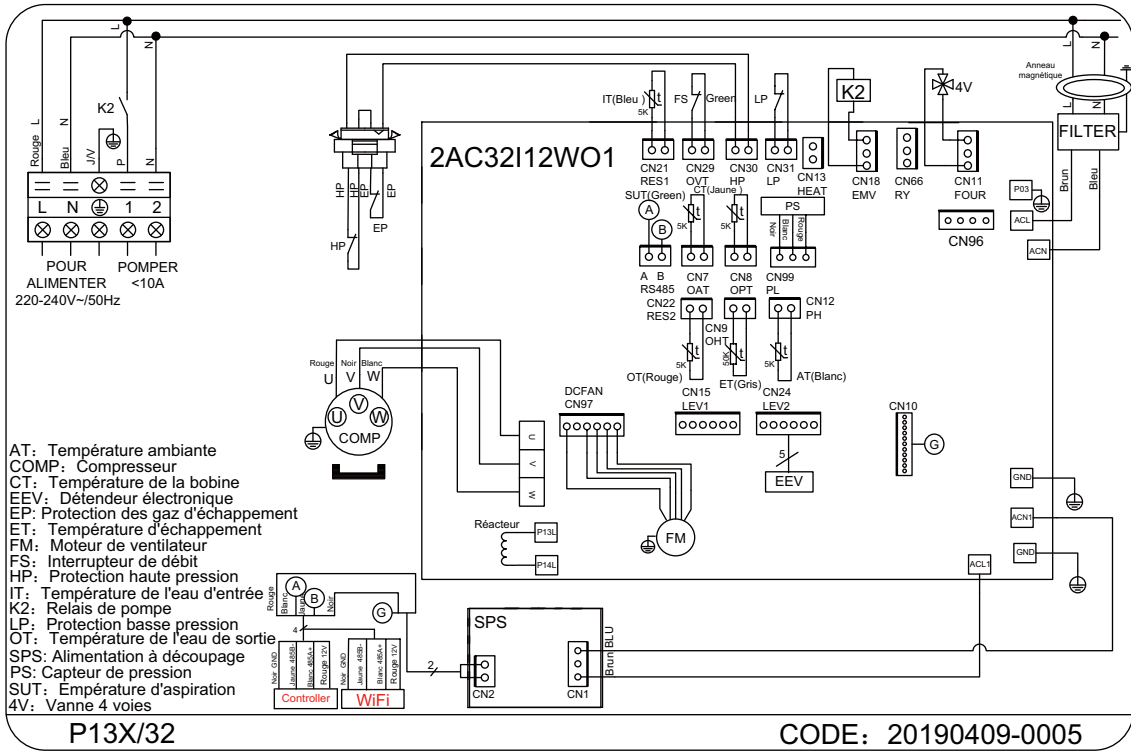 L
N
Anneau
magnétique
L
N
L
N
FILTER
Brun
Bleu
K2
Rouge L
Bleu N
J/V
P
N
L N 1 2
POUR
ALIMENTER
220-240V~/50Hz
POMPER
<10A
HP
HP
EP
EP
HP
EP
2AC32I12WO1
IT(Bleu )
5K
t
FS
Green
LP
K2
4V
CN21
RES1
CN29
OVT
CN30
HP
CN31
LP
CN13
HEAT
CN18
EMV
CN66
RY
CN11
FOUR
SUT(Green)
CT(Jaune )
A
B
5K
t
5K
t
PS
Noir
Blanc
Rouge
CN96
P03
ACL
ACN
A B
RS485
CN7
OAT
CN8
OPT
CN99
PL
CN22
RES2
CN9
OHT
CN12
PH
5K
t
50K
t
5K
t
OT(Rouge)
ET(Gris)
AT(Blanc)
DCFAN
CN97
CN15
LEV1
CN24
LEV2
CN10
G
5
EEV
FM
Rouge Noir Blanc
U V W
U V W
COMP
U
V
W
Réacteur
P13L
P14L
GND
ACN1
GND
ACL1
AT: Température ambiante
COMP: Compresseur
CT: Température de la bobine
EEV: Détendeur électronique
EP: Protection des gaz d'échappement
ET: Température d'échappement
FM: Moteur de ventilateur
FS: Interrupteur de débit
HP: Protection haute pression
IT: Température de l'eau d'entrée
K2: Relais de pompe
LP: Protection basse pression
OT: Température de l'eau de sortie
SPS: Alimentation à découpage
PS: Capteur de pression
SUT: Empérature d'aspiration
4V: Vanne 4 voies
Rouge
Blanc
A
Jaune
B
Noir
G
4
Noir GND
Jaune 485B-
Blanc 485A+
Rouge 12V
Noir GND
Jaune 485B-
Blanc 485A+
Rouge 12V
Controller
WiFi
2
SPS
CN2
CN1
Brun BLU
P13X/32
CODE: 20190409-0005